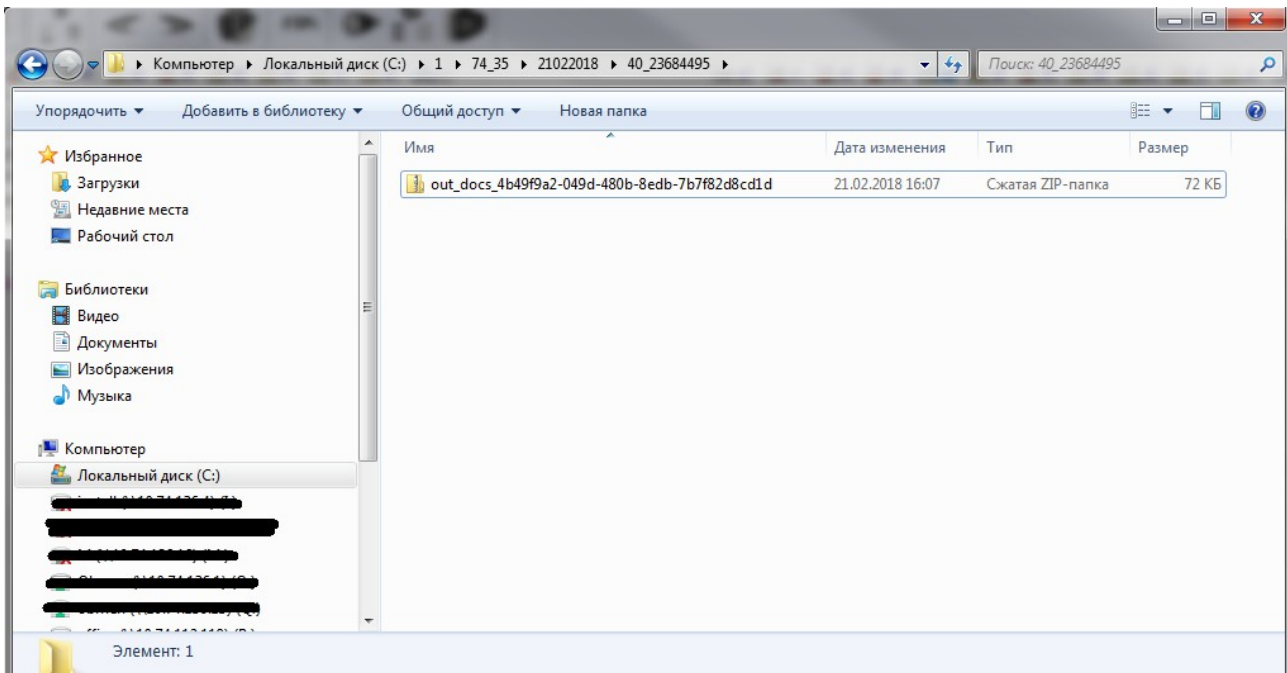 Компьютер ▸ Локальный диск (C:) ▸ 1 ▸ 74_35 ▸ 21022018 ▸ 40_23684495 ▸
Поиск: 40_23684495
Упорядочить Добавить в библиотеку Общий доступ Новая папка
Имя Дата изменения Тип Размер
out_docs_4b49f9a2-049d-480b-8edb-7b7f82d8cd1d 21.02.2018 16:07 Сжатая ZIP-папка 72 КБ
Избранное
Загрузки
Недавние места
Рабочий стол
Библиотеки
Видео
Документы
Изображения
Музыка
Компьютер
Локальный диск (C:)
Элемент: 1